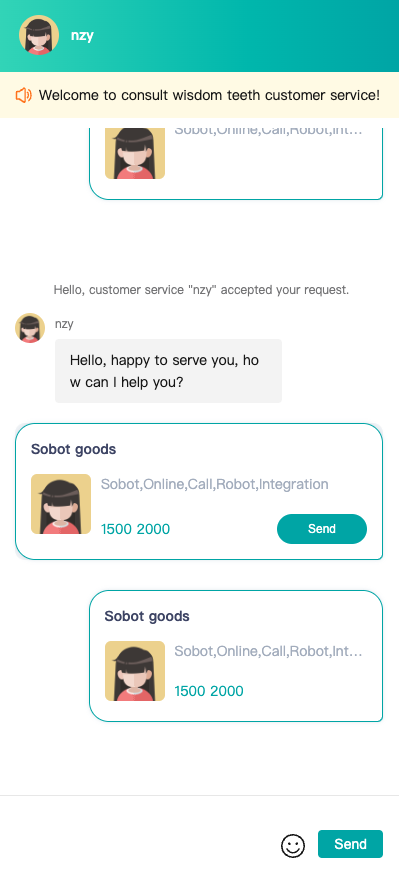 nzy
Welcome to consult wisdom teeth customer service!
Sobot,Online,Call,Robot,Int...
Hello, customer service "nzy" accepted your request.
nzy
Hello, happy to serve you, ho
w can I help you?
Sobot goods
Sobot,Online,Call,Robot,Integration
1500 2000
Send
Sobot goods
Sobot,Online,Call,Robot,Int...
1500 2000
Send